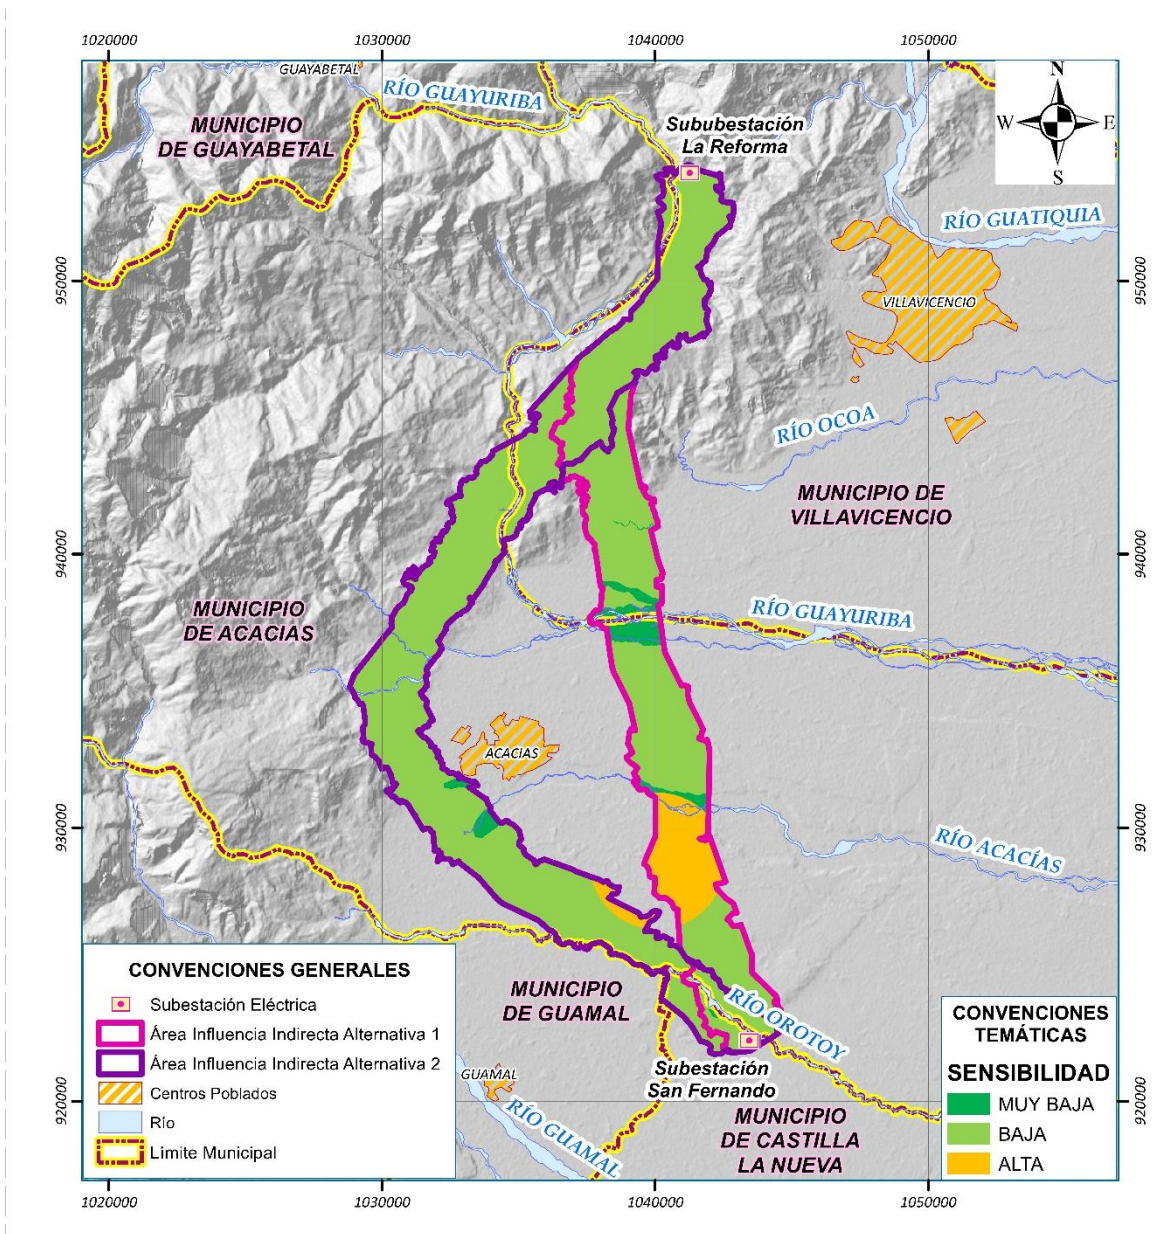 1020000
1030000
1040000
1050000
GUAYABETAL
RÍO GUAYURIBA
N
W
E
S
MUNICIPIO
DE GUAYABETAL
Sububestación
La Reforma
RÍO GUATIQUIA
950000
950000
VILLAVICENCIO
RÍO OCOA
MUNICIPIO DE
VILLAVICENCIO
940000
940000
MUNICIPIO
DE ACACIAS
RÍO GUAYURIBA
ACACÍAS
930000
930000
RÍO ACACÍAS
CONVENCIONES GENERALES
Subestación Eléctrica
Área Influencia Indirecta Alternativa 1
Área Influencia Indirecta Alternativa 2
Centros Poblados
Río
Límite Municipal
MUNICIPIO
DE GUAMAL
RÍO OROTOY
GUAMAL
RÍO GUAMAL
Subestación
San Fernando
MUNICIPIO
DE CASTILLA
LA NUEVA
CONVENCIONES
TEMÁTICAS
SENSIBILIDAD
MUY BAJA
BAJA
ALTA
920000
920000
1020000
1030000
1040000
1050000